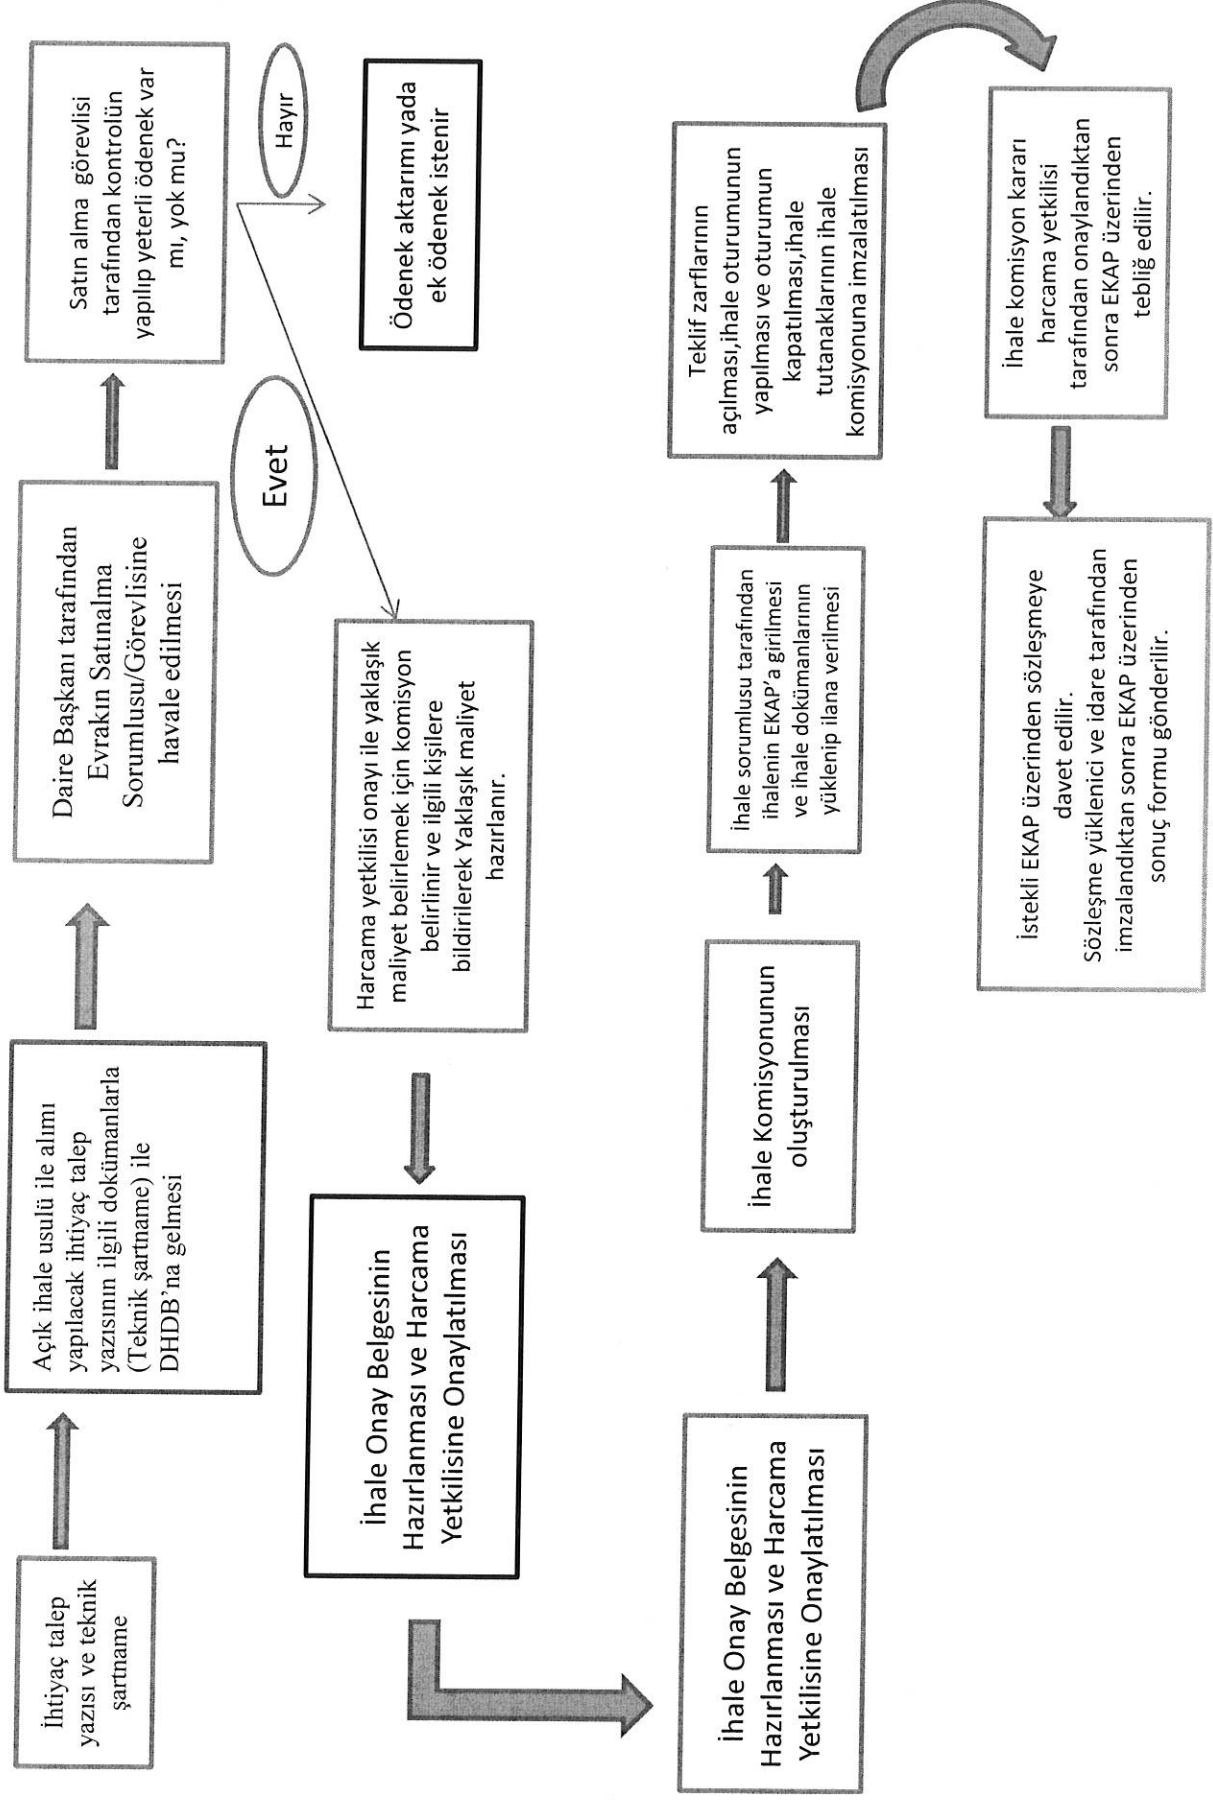 İhtiyaç talep
yazısı ve teknik
şartname
Açık ihale usulü ile alımı
yapılacak ihtiyaç talep
yazısının ilgili dokümanlarla
(Teknik şartname) ile
DHDB'na gelmesi
Daire Başkanı tarafından
Evrakın Satınalma
Sorumlusu/Görevlisine
havale edilmesi
Satın alma görevlisi
tarafından kontrolün
yapılıp yeterli ödenek var
mı, yok mu?
Hayır
Evet
Ödenek aktarımı yada
ek ödenek istenir
Harcama yetkilisi onayı ile yaklaşık
maliyet belirlemek için komisyon
belirlinir ve ilgili kişilere
bildirilerek Yaklaşık maliyet
hazırlanır.
İhale Onay Belgesinin
Hazırlanması ve Harcama
Yetkilisine Onaylatılması
İhale Onay Belgesinin
Hazırlanması ve Harcama
Yetkilisine Onaylatılması
İhale Komisyonunun
oluşturulması
İhale sorumlusu tarafından
ihalenin EKAP'a girilmesi
ve ihale dokümanlarının
yüklenip ilana verilmesi
Teklif zarflarının
açılması,ihale oturumunun
yapılması ve oturumun
kapatılması,ihale
tutanaklarının ihale
komisyonuna imzalatılması
İhale komisyon kararı
harcama yetkilisi
tarafından onaylandıktan
sonra EKAP üzerinden
tebliğ edilir.
İstekli EKAP üzerinden sözleşmeye
davet edilir.
Sözleşme yüklenici ve idare tarafından
imzalandıktan sonra EKAP üzerinden
sonuç formu gönderilir.